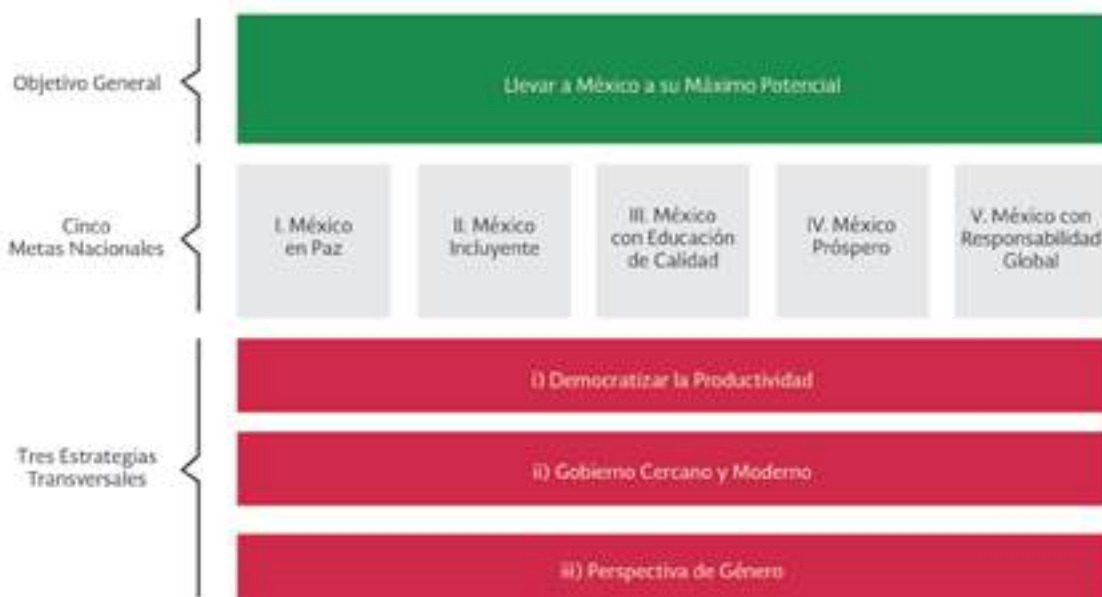 Objetivo General
Llevar a México a su Máximo Potencial
Cinco
Metas Nacionales
I. México
en Paz
II. México
Incluyente
III. México
con Educación
de Calidad
IV. México
Próspero
V. México con
Responsabilidad
Global
Tres Estrategias
Transversales
i) Democratizar la Productividad
ii) Gobierno Cercano y Moderno
iii) Perspectiva de Género